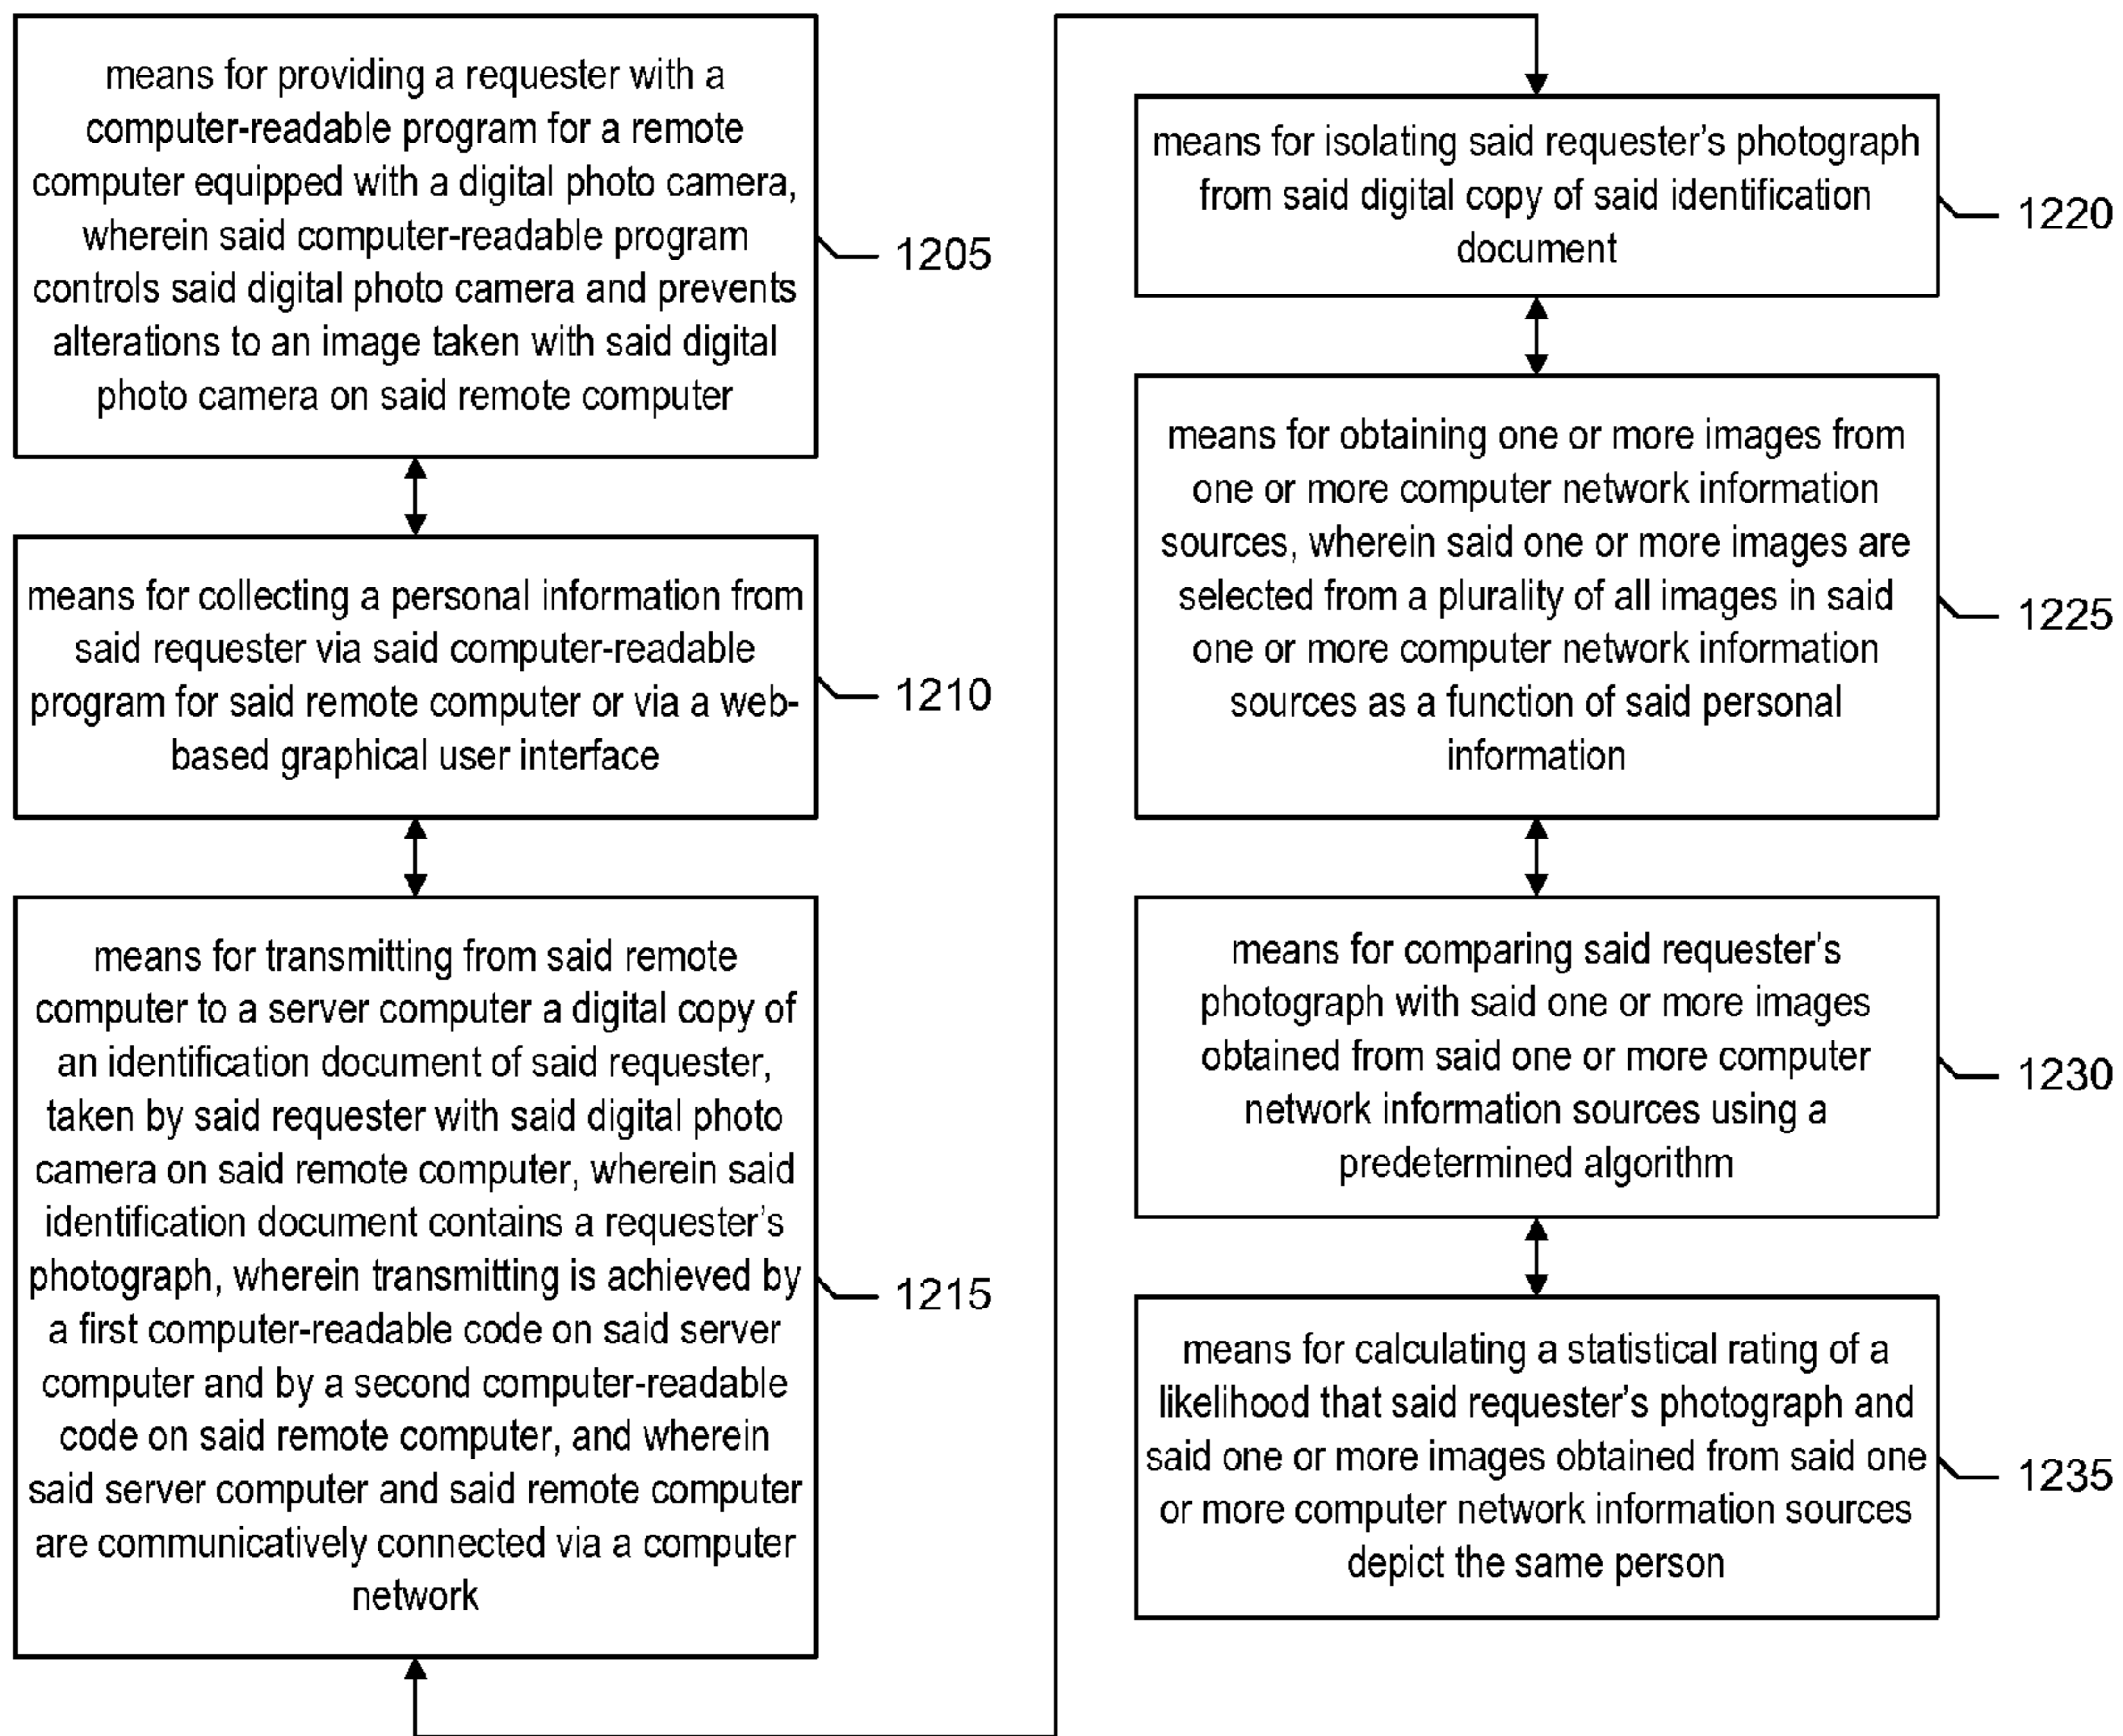 means for providing a requester with a
computer-readable program for a remote
computer equipped with a digital photo camera,
wherein said computer-readable program
controls said digital photo camera and prevents
alterations to an image taken with said digital
photo camera on said remote computer
1205
means for collecting a personal information from
said requester via said computer-readable
program for said remote computer or via a web-
based graphical user interface
1210
means for transmitting from said remote
computer to a server computer a digital copy of
an identification document of said requester,
taken by said requester with said digital photo
camera on said remote computer, wherein said
identification document contains a requester's
photograph, wherein transmitting is achieved by
a first computer-readable code on said server
computer and by a second computer-readable
code on said remote computer, and wherein
said server computer and said remote computer
are communicatively connected via a computer
network
1215
means for isolating said requester's photograph
from said digital copy of said identification
document
1220
means for obtaining one or more images from
one or more computer network information
sources, wherein said one or more images are
selected from a plurality of all images in said
one or more computer network information
sources as a function of said personal
information
1225
means for comparing said requester's
photograph with said one or more images
obtained from said one or more computer
network information sources using a
predetermined algorithm
1230
means for calculating a statistical rating of a
likelihood that said requester's photograph and
said one or more images obtained from said one
or more computer network information sources
depict the same person
1235